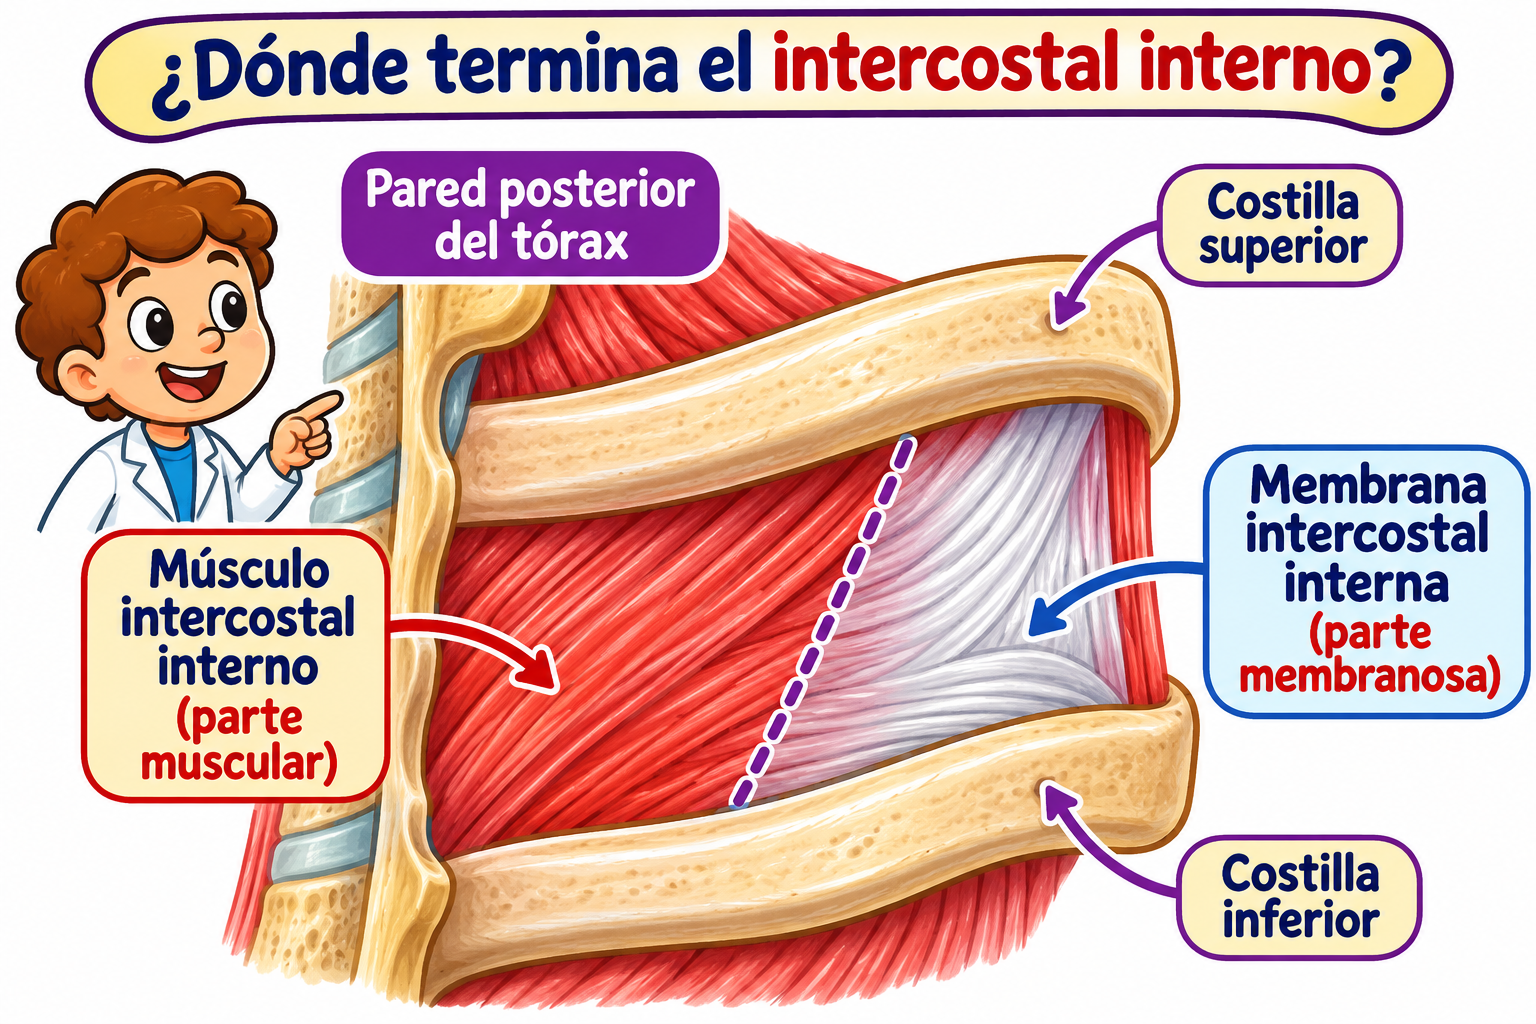 ¿Dónde termina el intercostal interno?
Pared posterior
del tórax
Costilla
superior
Músculo
intercostal
interno
(parte
muscular)
Membrana
intercostal
interna
(parte
membranosa)
Costilla
inferior